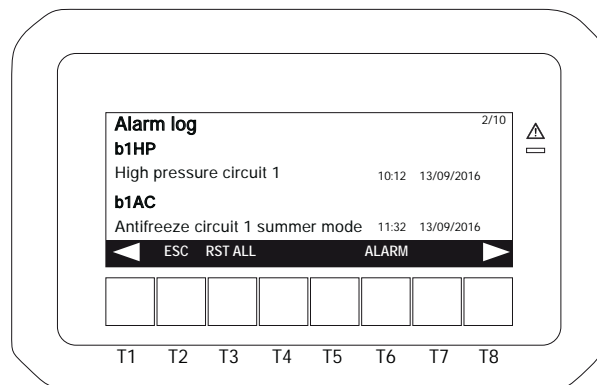 Alarm log 2/10
b1HP
High pressure circuit 1 10:12 13/09/2016
b1AC
Antifreeze circuit 1 summer mode 11:32 13/09/2016
ESC RST ALL ALARM
T1 T2 T3 T4 T5 T6 T7 T8